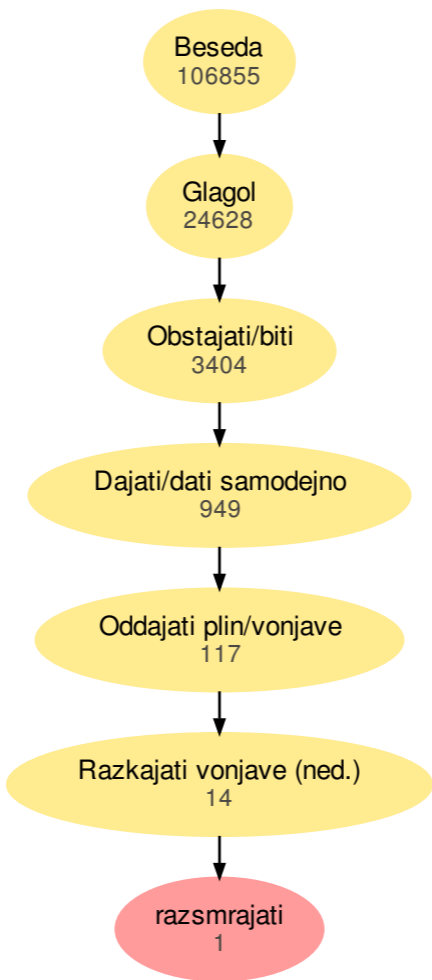 Beseda
106855
Glagol
24628
Obstajati/biti
3404
Dajati/dati samodejno
949
Oddajati plin/vonjave
117
Razkajati vonjave (ned.)
14
razsmrajati
1